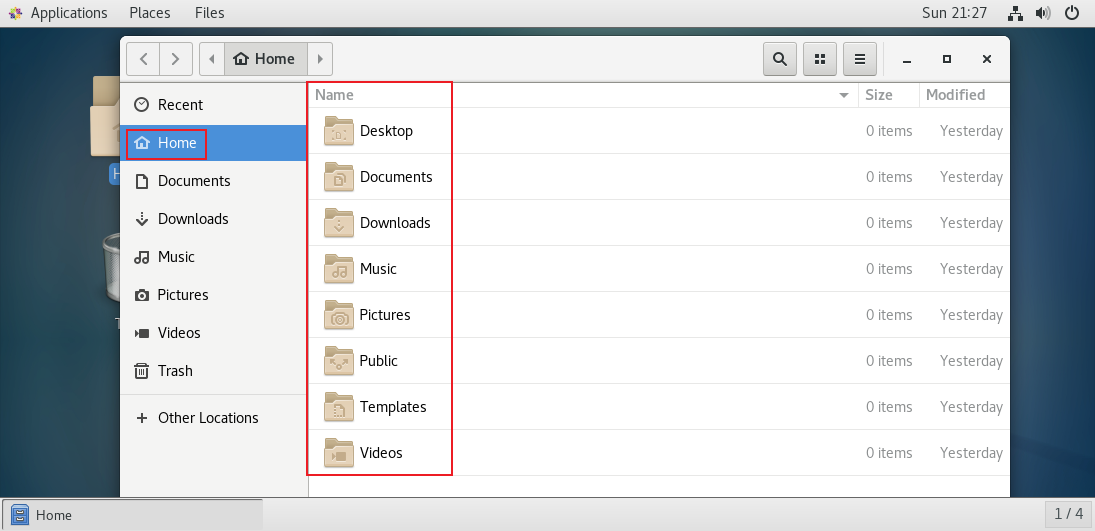 Applications Places Files Sun 21:27
Home
Name Size Modified
Recent
Home
Documents
Downloads
Music
Pictures
Videos
Trash
Other Locations
Desktop 0 items Yesterday
Documents 0 items Yesterday
Downloads 0 items Yesterday
Music 0 items Yesterday
Pictures 0 items Yesterday
Public 0 items Yesterday
Templates 0 items Yesterday
Videos 0 items Yesterday
Home 1 / 4